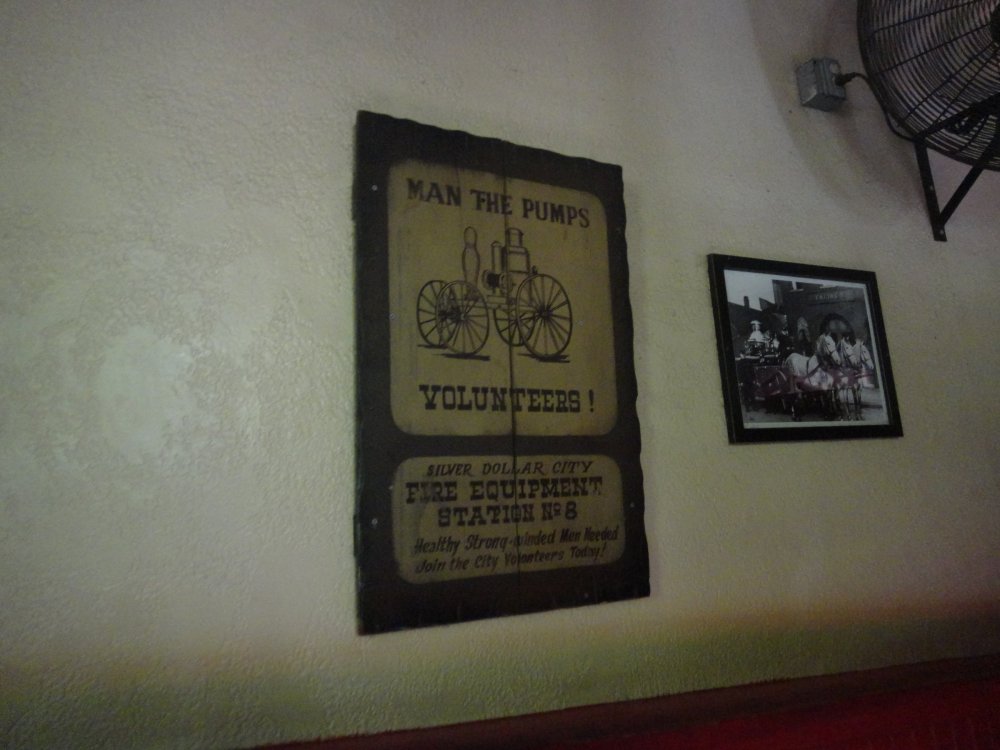 MAN THE PUMPS
VOLUNTEERS!
SILVER DOLLAR CITY
FIRE EQUIPMENT
STATION Nº 8
Healthy Strong-winded Men Needed
Join the City Volunteers Today!